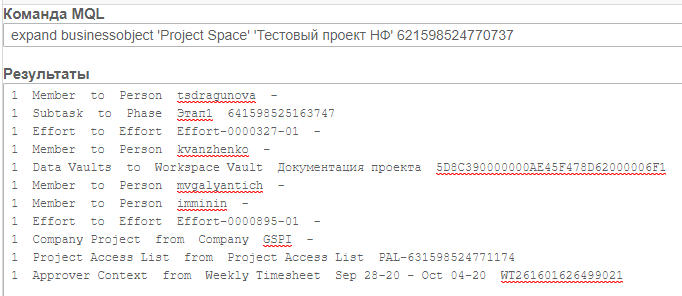 Команда MQL
expand businessobject 'Project Space' 'Тестовый проект НФ' 621598524770737
Результаты
1 Member to Person tsdragunova -
1 Subtask to Phase Этап1 641598525163747
1 Effort to Effort Effort-0000327-01 -
1 Member to Person kvanzhenko -
1 Data Vaults to Workspace Vault Документация проекта 5D8C390000000AE45F478D62000006F1
1 Member to Person mvgalyantich -
1 Member to Person imminin -
1 Effort to Effort Effort-0000895-01 -
1 Company Project from Company GSPI -
1 Project Access List from Project Access List PAL-631598524771174
1 Approver Context from Weekly Timesheet Sep 28-20 - Oct 04-20 WT261601626499021